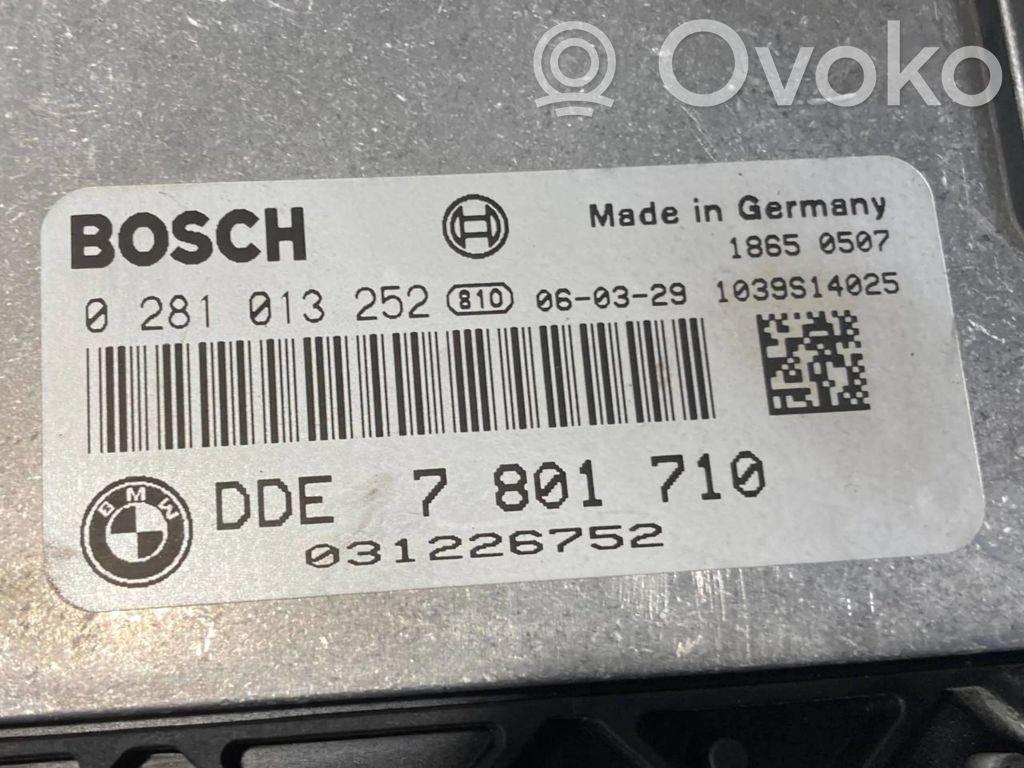 Ovoko
BOSCH
Made in Germany
1865 0507
0 281 013 252 810 06-03-29 1039S14025
BMW
DDE 7 801 710
031226752